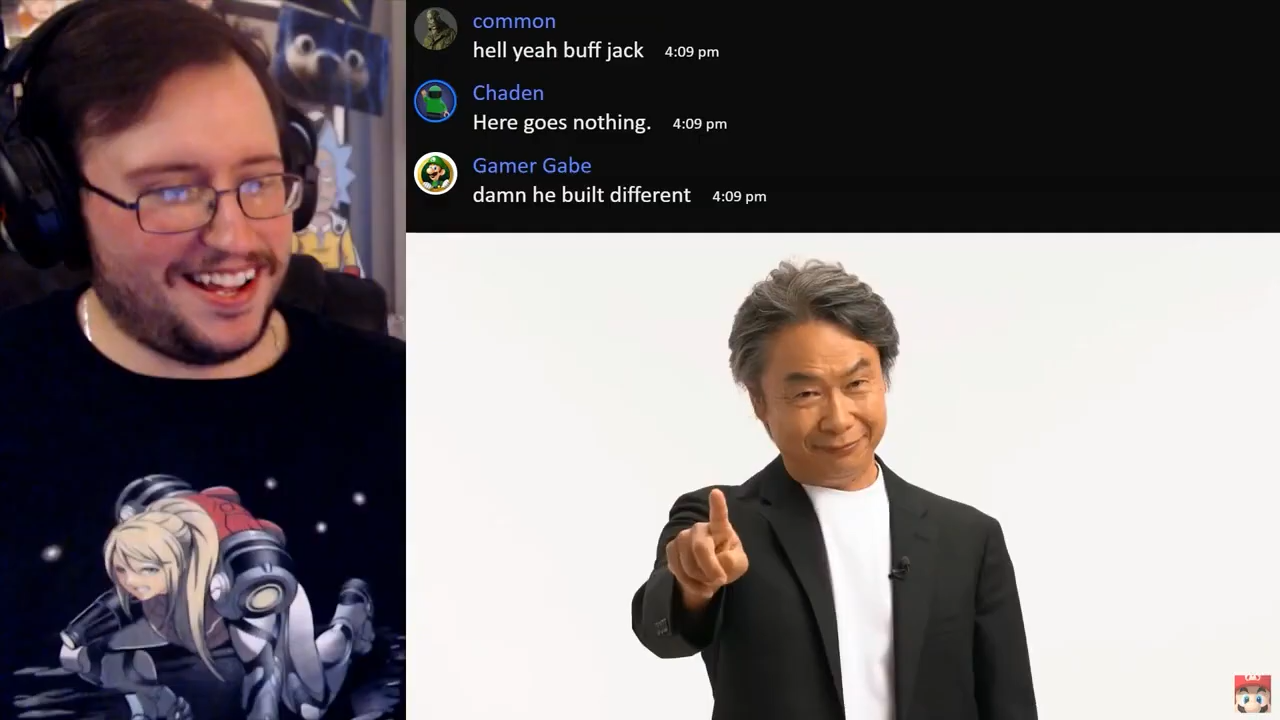 common
hell yeah buff jack 4:09 pm
Chaden
Here goes nothing. 4:09 pm
Gamer Gabe
damn he built different 4:09 pm